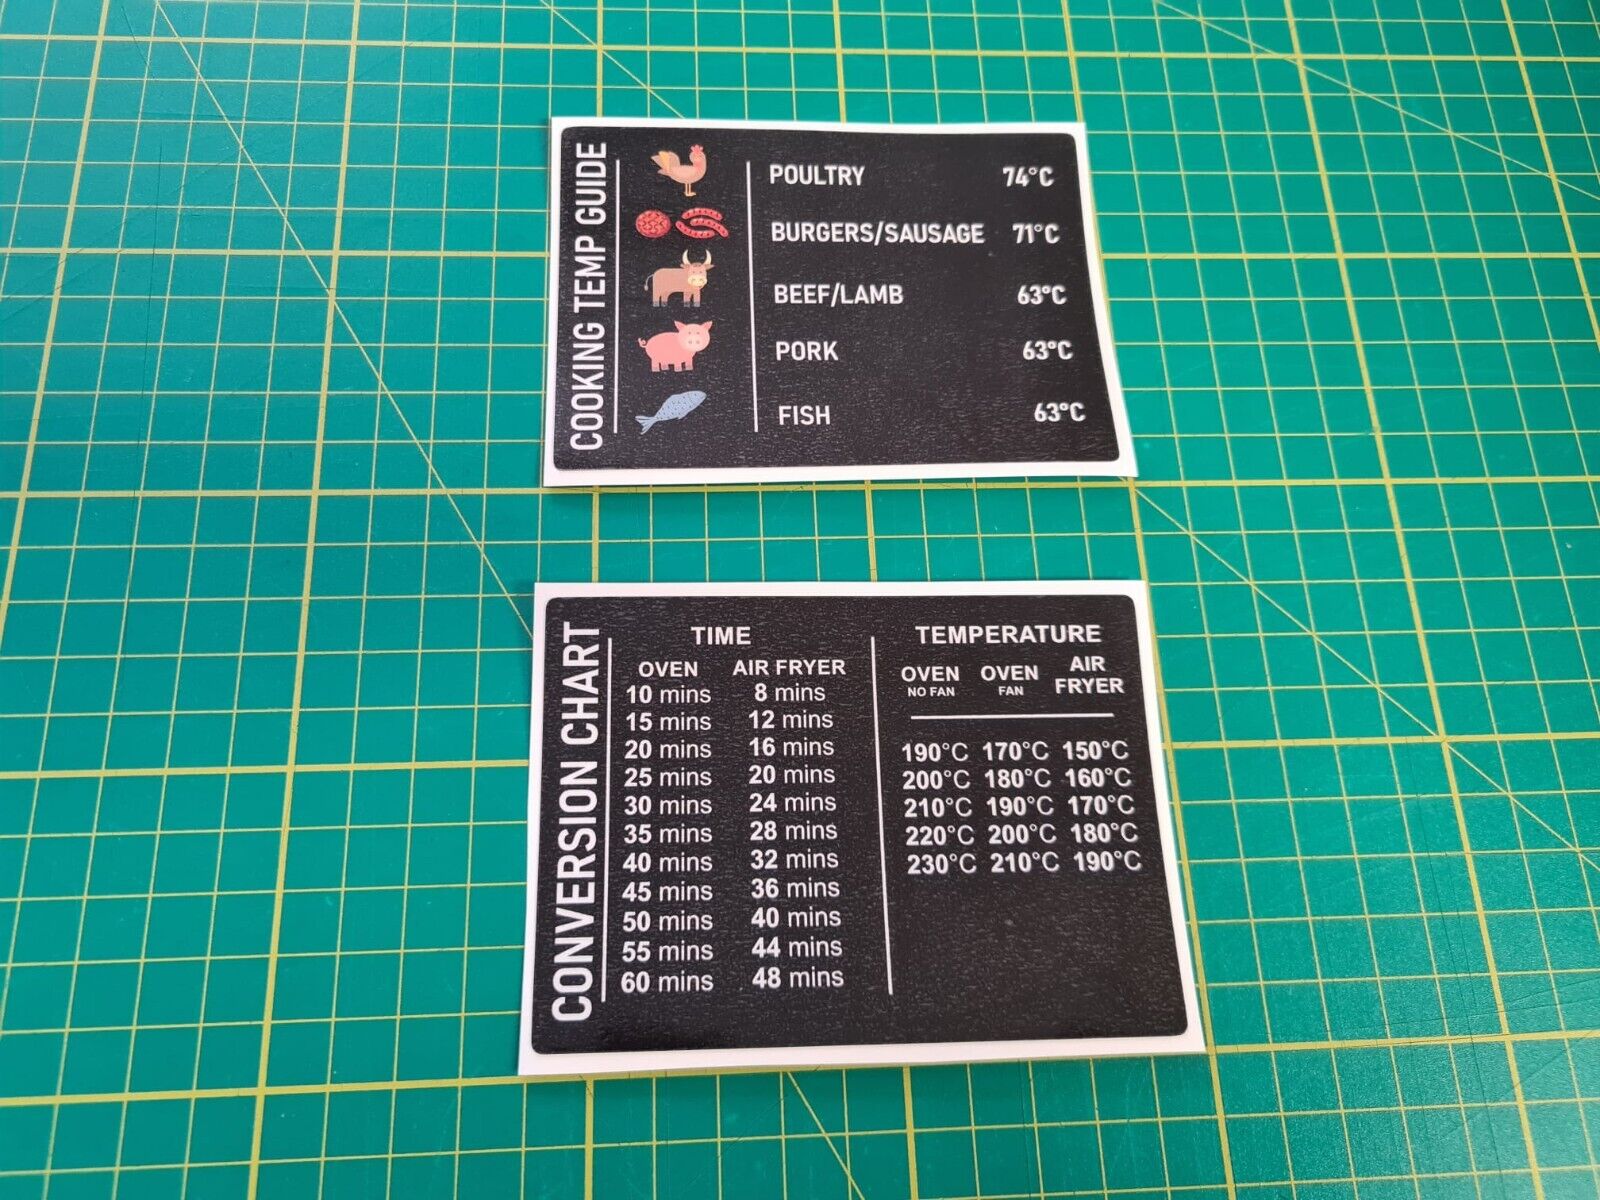 COOKING TEMP GUIDE
POULTRY 74°C
BURGERS/SAUSAGE 71°C
BEEF/LAMB 63°C
PORK 63°C
FISH 63°C
CONVERSION CHART
TIME
OVEN AIR FRYER
10 mins 8 mins
15 mins 12 mins
20 mins 16 mins
25 mins 20 mins
30 mins 24 mins
35 mins 28 mins
40 mins 32 mins
45 mins 36 mins
50 mins 40 mins
55 mins 44 mins
60 mins 48 mins
TEMPERATURE
OVEN OVEN AIR
NO FAN FAN FRYER
190°C 170°C 150°C
200°C 180°C 160°C
210°C 190°C 170°C
220°C 200°C 180°C
230°C 210°C 190°C